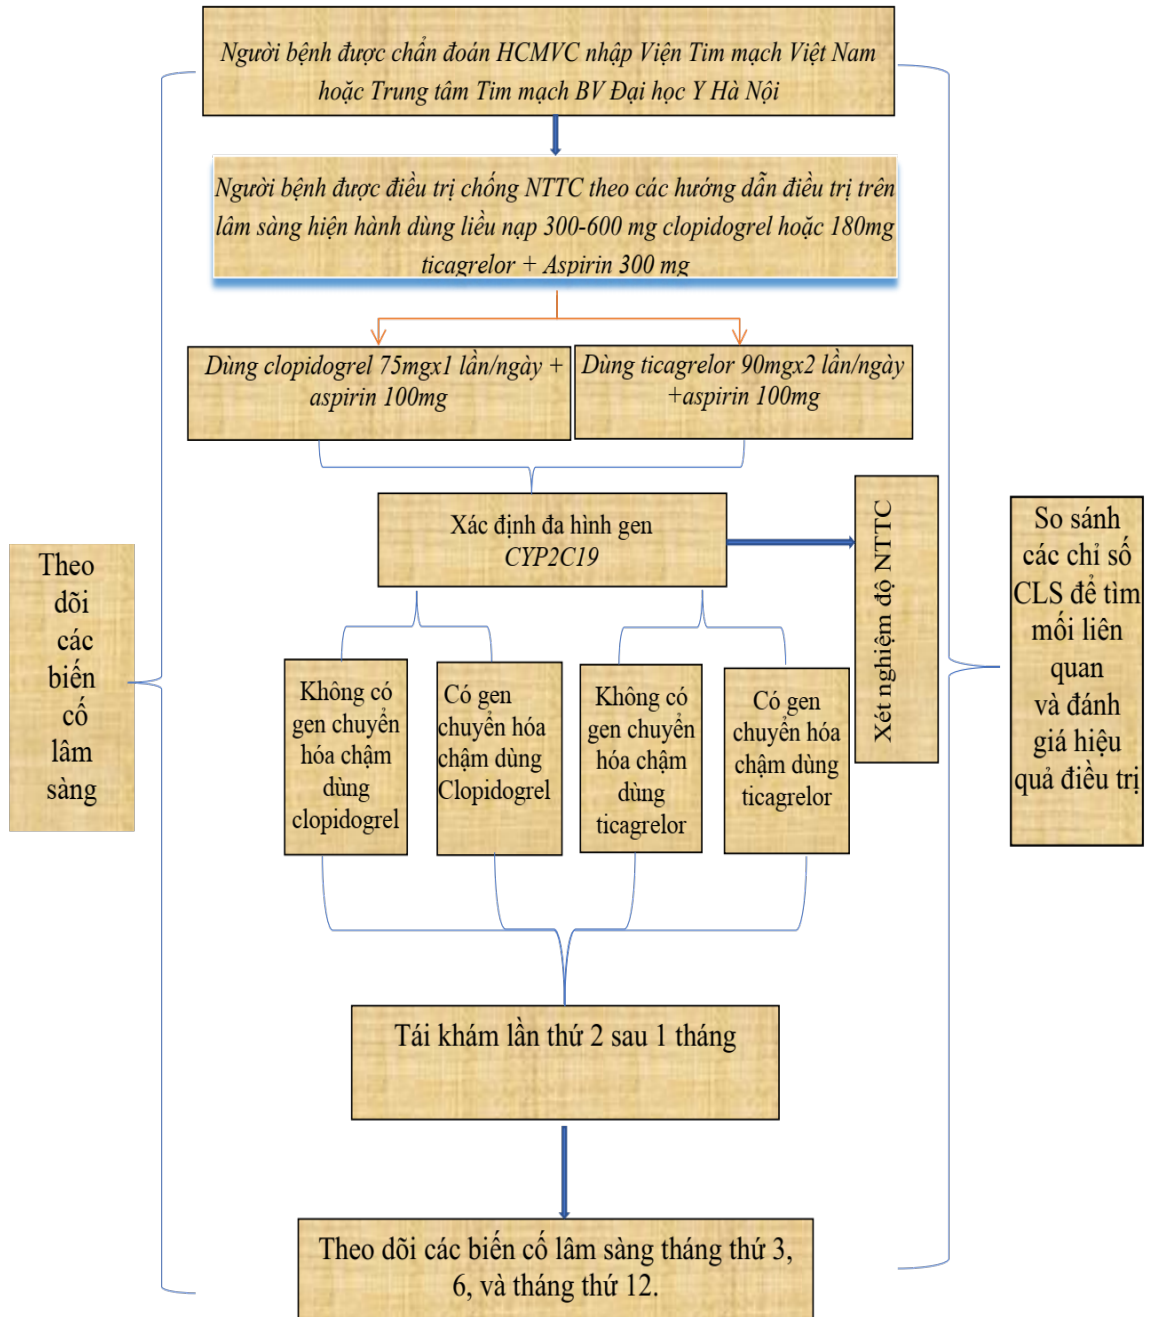 Người bệnh được chẩn đoán HCMVC nhập Viện Tim mạch Việt Nam
hoặc Trung tâm Tim mạch BV Đại học Y Hà Nội
Người bệnh được điều trị chống NTTC theo các hướng dẫn điều trị trên
lâm sàng hiện hành dùng liều nạp 300-600 mg clopidogrel hoặc 180mg
ticagrelor + Aspirin 300 mg
Dùng clopidogrel 75mgx1 lần/ngày +
aspirin 100mg
Dùng ticagrelor 90mgx2 lần/ngày
+aspirin 100mg
Xác định đa hình gen
CYP2C19
Xét nghiệm độ NTTC
Theo
dõi
các
biến
cố
lâm
sàng
So sánh
các chỉ số
CLS để tìm
mối liên
quan
và đánh
giá hiệu
quả điều trị
Không có
gen chuyển
hóa chậm
dùng
clopidogrel
Có gen
chuyển hóa
chậm dùng
Clopidogrel
Không có
gen chuyển
hóa chậm
dùng
ticagrelor
Có gen
chuyển hóa
chậm dùng
ticagrelor
Tái khám lần thứ 2 sau 1 tháng
Theo dõi các biến cố lâm sàng tháng thứ 3,
6, và tháng thứ 12.